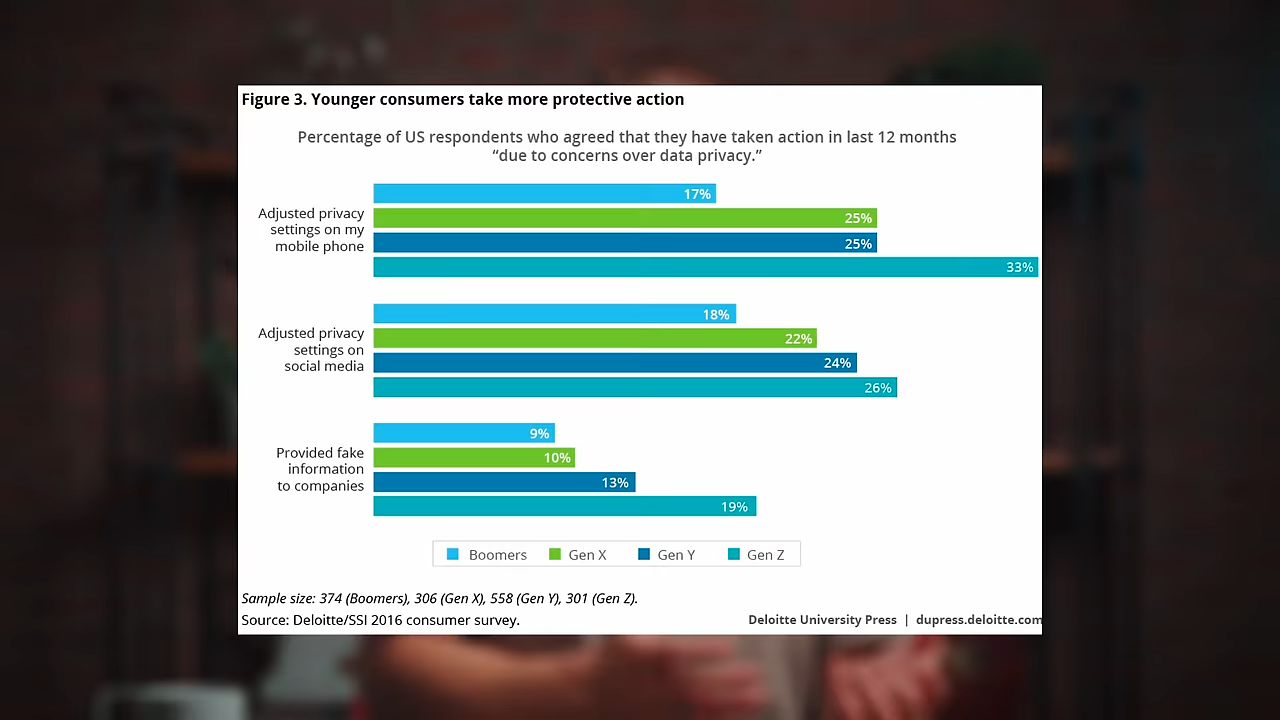 Figure 3. Younger consumers take more protective action
Percentage of US respondents who agreed that they have taken action in last 12 months
“due to concerns over data privacy.”
Adjusted privacy
settings on my
mobile phone
17%
25%
25%
33%
Adjusted privacy
settings on
social media
18%
22%
24%
26%
Provided fake
information
to companies
9%
10%
13%
19%
Boomers Gen X Gen Y Gen Z
Sample size: 374 (Boomers), 306 (Gen X), 558 (Gen Y), 301 (Gen Z).
Source: Deloitte/SSI 2016 consumer survey.
Deloitte University Press | dupress.deloitte.com